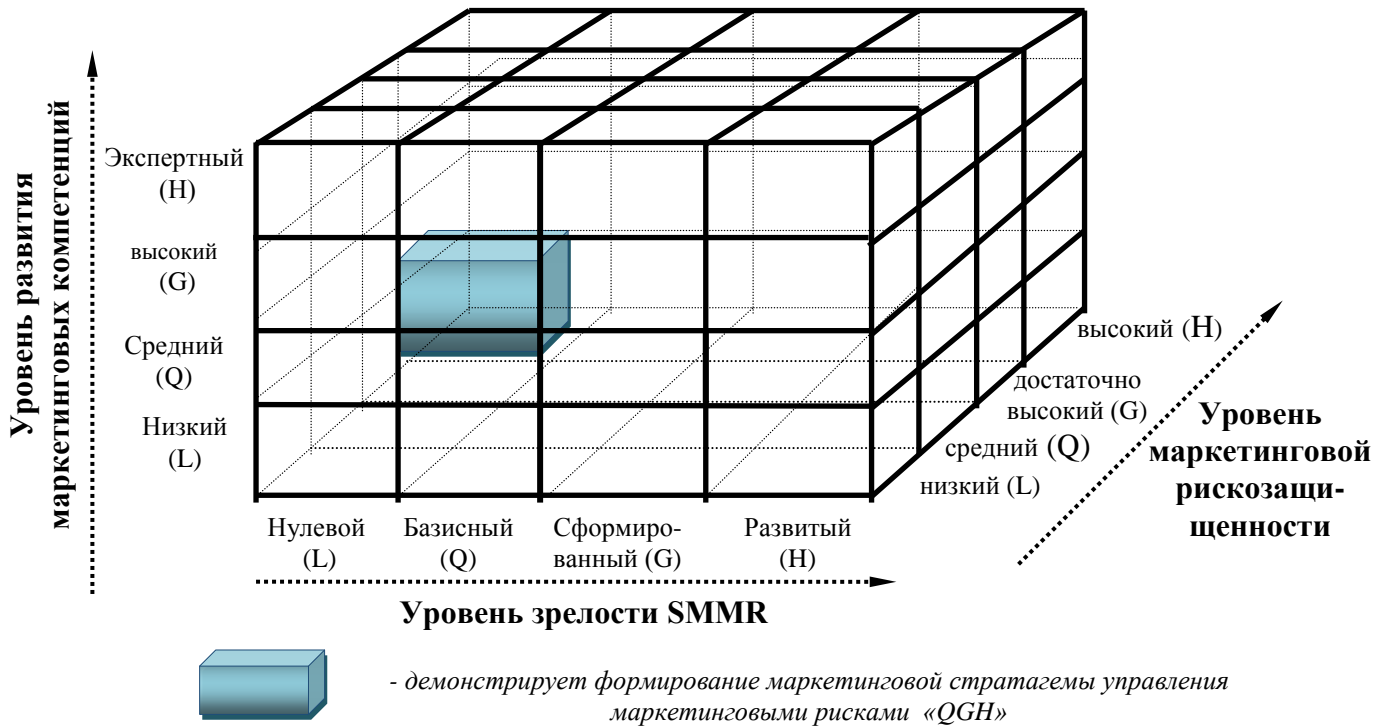 Уровень развития
маркетинговых компетенций
Экспертный
(H)
высокий
(G)
Средний
(Q)
Низкий
(L)
Нулевой
(L)
Базисный
(Q)
Сформиро-
ванный (G)
Развитый
(H)
Уровень зрелости SMMR
высокий (H)
достаточно
высокий (G)
средний (Q)
низкий (L)
Уровень
маркетинговой
рискозащи-
щенности
- демонстрирует формирование маркетинговой стратагемы управления
маркетинговыми рисками «QGH»